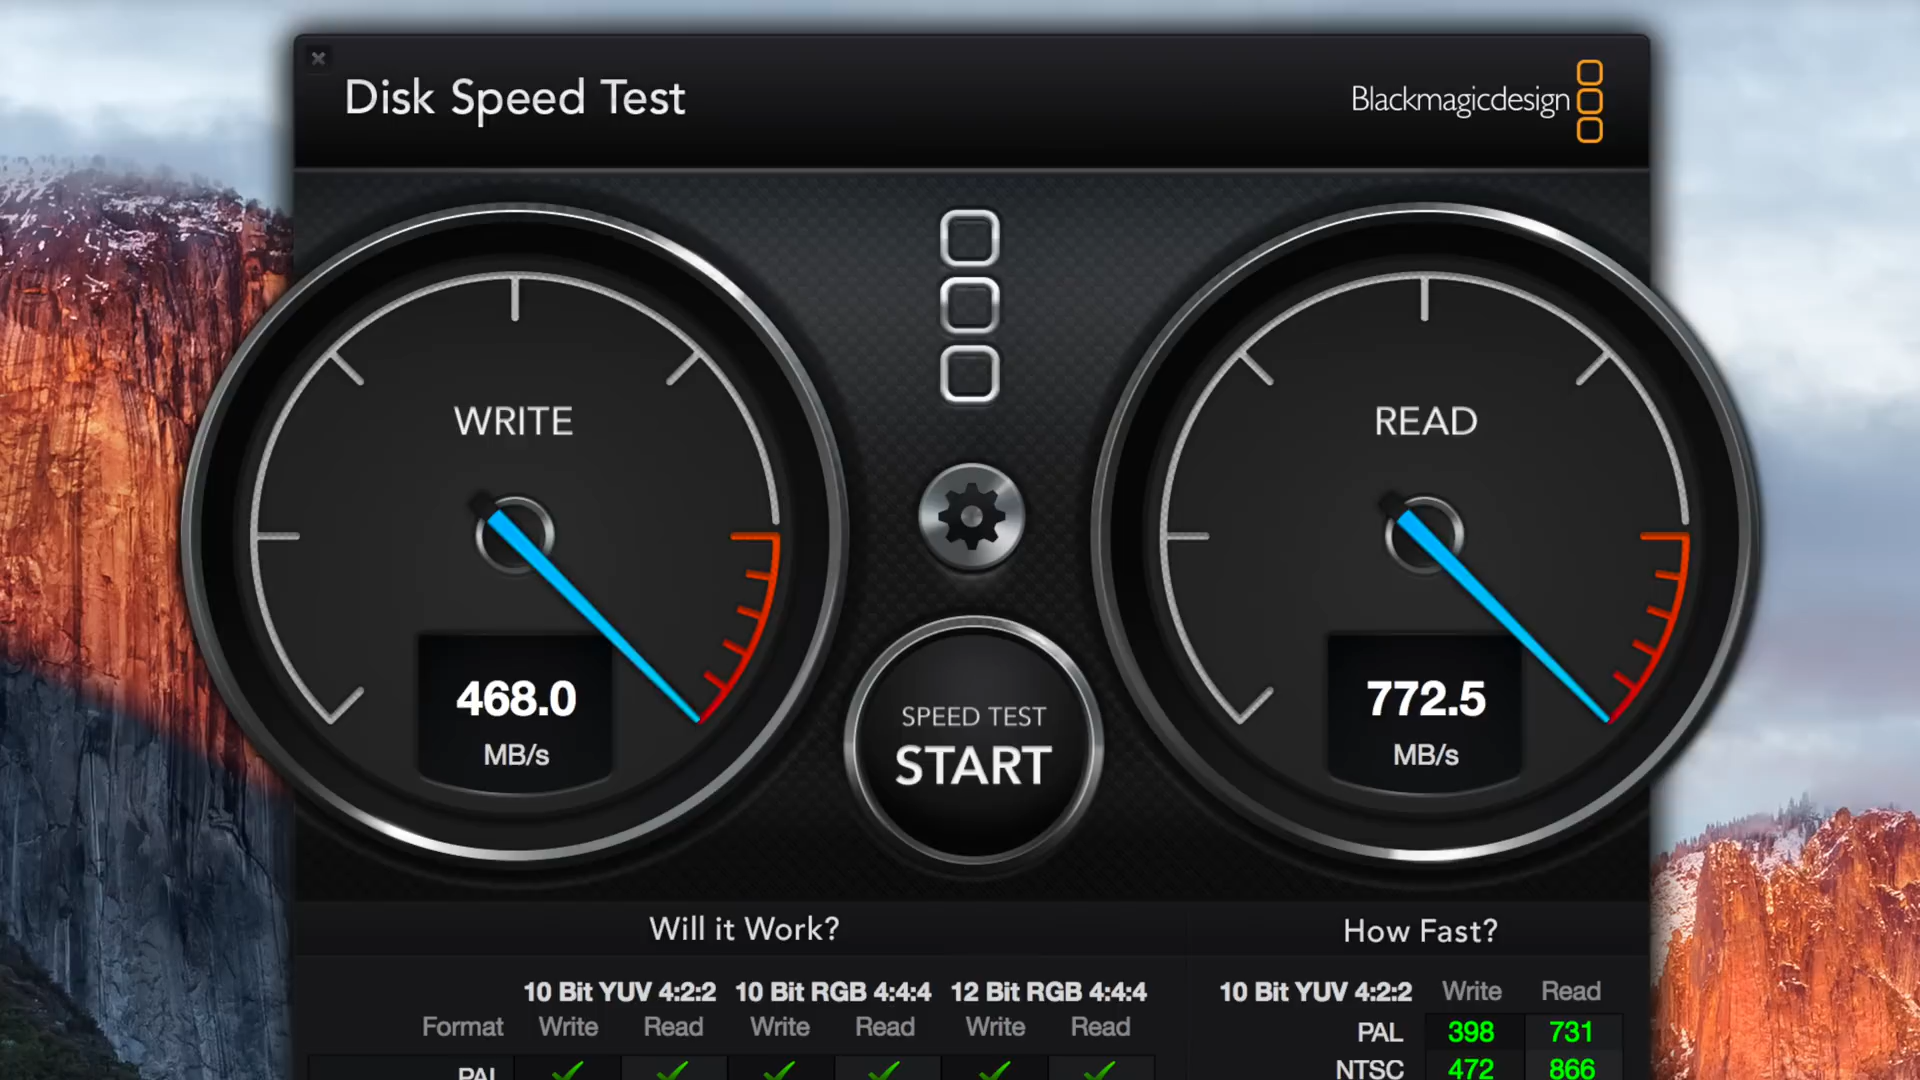 Disk Speed Test
Blackmagicdesign
WRITE
468.0
MB/s
SPEED TEST
START
READ
772.5
MB/s
Will it Work?
10 Bit YUV 4:2:2 10 Bit RGB 4:4:4 12 Bit RGB 4:4:4
Format Write Read Write Read Write Read
PAL
How Fast?
10 Bit YUV 4:2:2 Write Read
PAL 398 731
NTSC 472 866